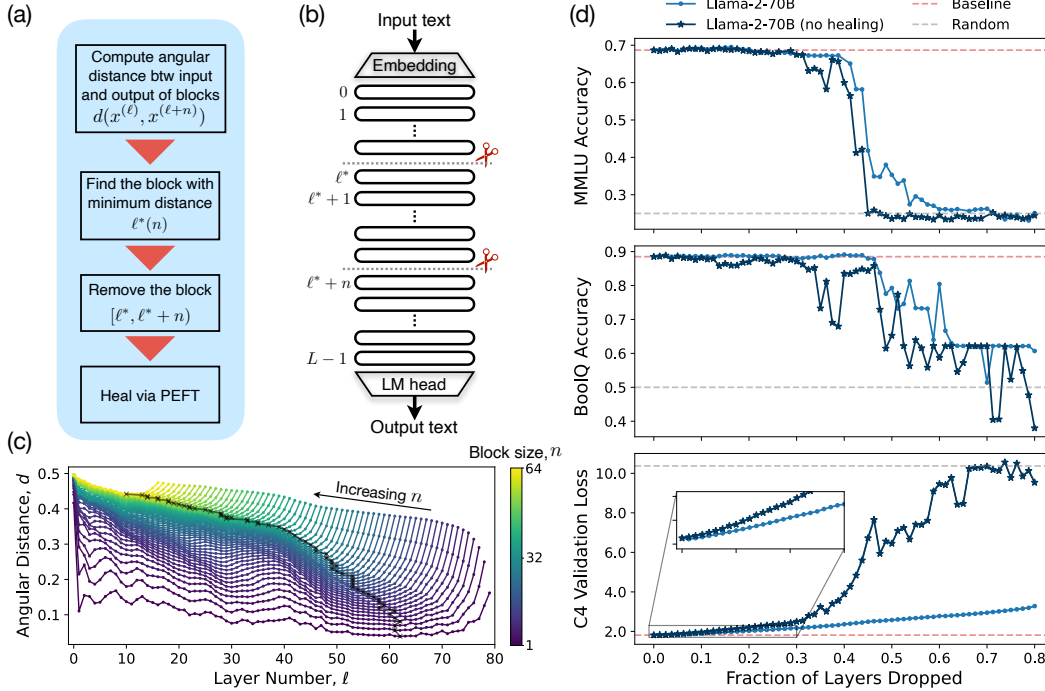 (a)
Compute angular
distance btw input
and output of blocks
d(x^(ℓ), x^(ℓ+n))
Find the block with
minimum distance
ℓ*(n)
Remove the block
[ℓ*, ℓ* + n)
Heal via PEFT
(b)
Input text
Embedding
0
1
ℓ*
ℓ* + 1
ℓ* + n
L − 1
LM head
Output text
(c)
Block size, n
64
32
1
Increasing n
Angular Distance, d
0.5
0.4
0.3
0.2
0.1
0 10 20 30 40 50 60 70 80
Layer Number, ℓ
(d)
Llama-2-70B
Llama-2-70B (no healing)
Baseline
Random
MMLU Accuracy
0.7
0.6
0.5
0.4
0.3
BoolQ Accuracy
0.9
0.8
0.7
0.6
0.5
0.4
C4 Validation Loss
10.0
8.0
6.0
4.0
2.0
0.0 0.1 0.2 0.3 0.4 0.5 0.6 0.7 0.8
Fraction of Layers Dropped